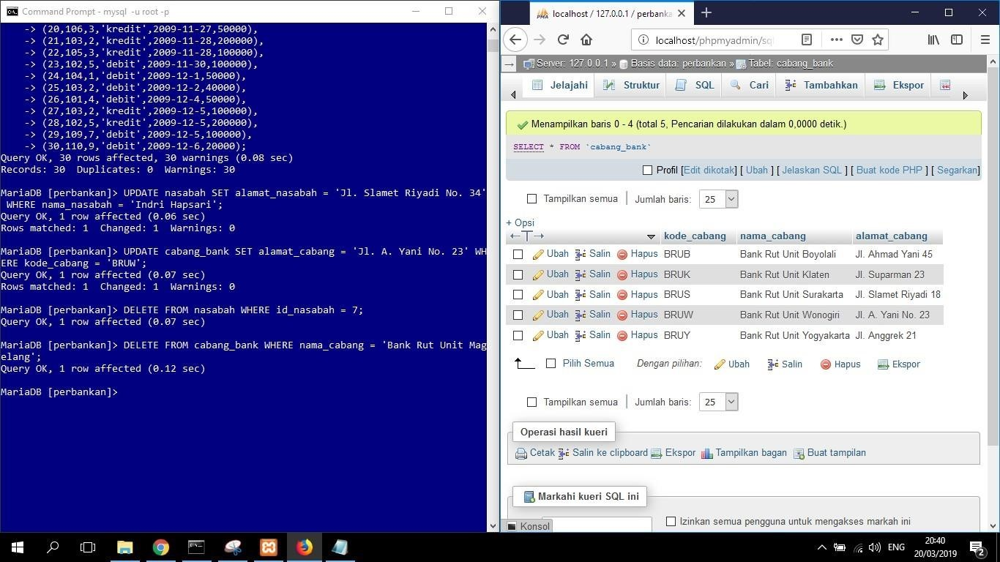 Command Prompt - mysql  -u root -p
    -> (20,106,3,'kredit',2009-11-27,50000),
    -> (21,103,2,'kredit',2009-11-28,200000),
    -> (22,105,3,'kredit',2009-11-28,100000),
    -> (23,102,5,'debit',2009-11-30,100000),
    -> (24,104,1,'debit',2009-12-1,50000),
    -> (25,103,2,'debit',2009-12-2,40000),
    -> (26,101,4,'debit',2009-12-4,50000),
    -> (27,103,2,'kredit',2009-12-5,100000),
    -> (28,102,5,'kredit',2009-12-5,200000),
    -> (29,109,7,'debit',2009-12-5,100000),
    -> (30,110,9,'debit',2009-12-6,20000);
Query OK, 30 rows affected, 30 warnings (0.08 sec)
Records: 30  Duplicates: 0  Warnings: 30
MariaDB [perbankan]> UPDATE nasabah SET alamat_nasabah = 'Jl. Slamet Riyadi No. 34'
 WHERE nama_nasabah = 'Indri Hapsari';
Query OK, 1 row affected (0.06 sec)
Rows matched: 1  Changed: 1  Warnings: 0
MariaDB [perbankan]> UPDATE cabang_bank SET alamat_cabang = 'Jl. A. Yani No. 23' WH
ERE kode_cabang = 'BRUW';
Query OK, 1 row affected (0.07 sec)
Rows matched: 1  Changed: 1  Warnings: 0
MariaDB [perbankan]> DELETE FROM nasabah WHERE id_nasabah = 7;
Query OK, 1 row affected (0.07 sec)
MariaDB [perbankan]> DELETE FROM cabang_bank WHERE nama_cabang = 'Bank Rut Unit Mag
elang';
Query OK, 1 row affected (0.12 sec)
MariaDB [perbankan]>
PMA localhost / 127.0.0.1 / perbanka
localhost/phpmyadmin/sql
Server: 127.0.0.1 » Basis data: perbankan » Tabel: cabang_bank
Jelajahi Struktur SQL Cari Tambahkan Ekspor
Menampilkan baris 0 - 4 (total 5, Pencarian dilakukan dalam 0,0000 detik.)
SELECT * FROM `cabang_bank`
Profil [Edit dikotak] [ Ubah ] [ Jelaskan SQL ] [ Buat kode PHP ] [ Segarkan]
Tampilkan semua | Jumlah baris: 25
+ Opsi
←T→ kode_cabang nama_cabang alamat_cabang
Ubah Salin Hapus BRUB Bank Rut Unit Boyolali Jl. Ahmad Yani 45
Ubah Salin Hapus BRUK Bank Rut Unit Klaten Jl. Suparman 23
Ubah Salin Hapus BRUS Bank Rut Unit Surakarta Jl. Slamet Riyadi 18
Ubah Salin Hapus BRUW Bank Rut Unit Wonogiri Jl. A. Yani No. 23
Ubah Salin Hapus BRUY Bank Rut Unit Yogyakarta Jl. Anggrek 21
Pilih Semua Dengan pilihan: Ubah Salin Hapus Ekspor
Tampilkan semua | Jumlah baris: 25
Operasi hasil kueri
Cetak Salin ke clipboard Ekspor Tampilkan bagan Buat tampilan
Markahi kueri SQL ini
Konsol
Izinkan semua pengguna untuk mengakses markah ini
ENG
20:40
20/03/2019
2